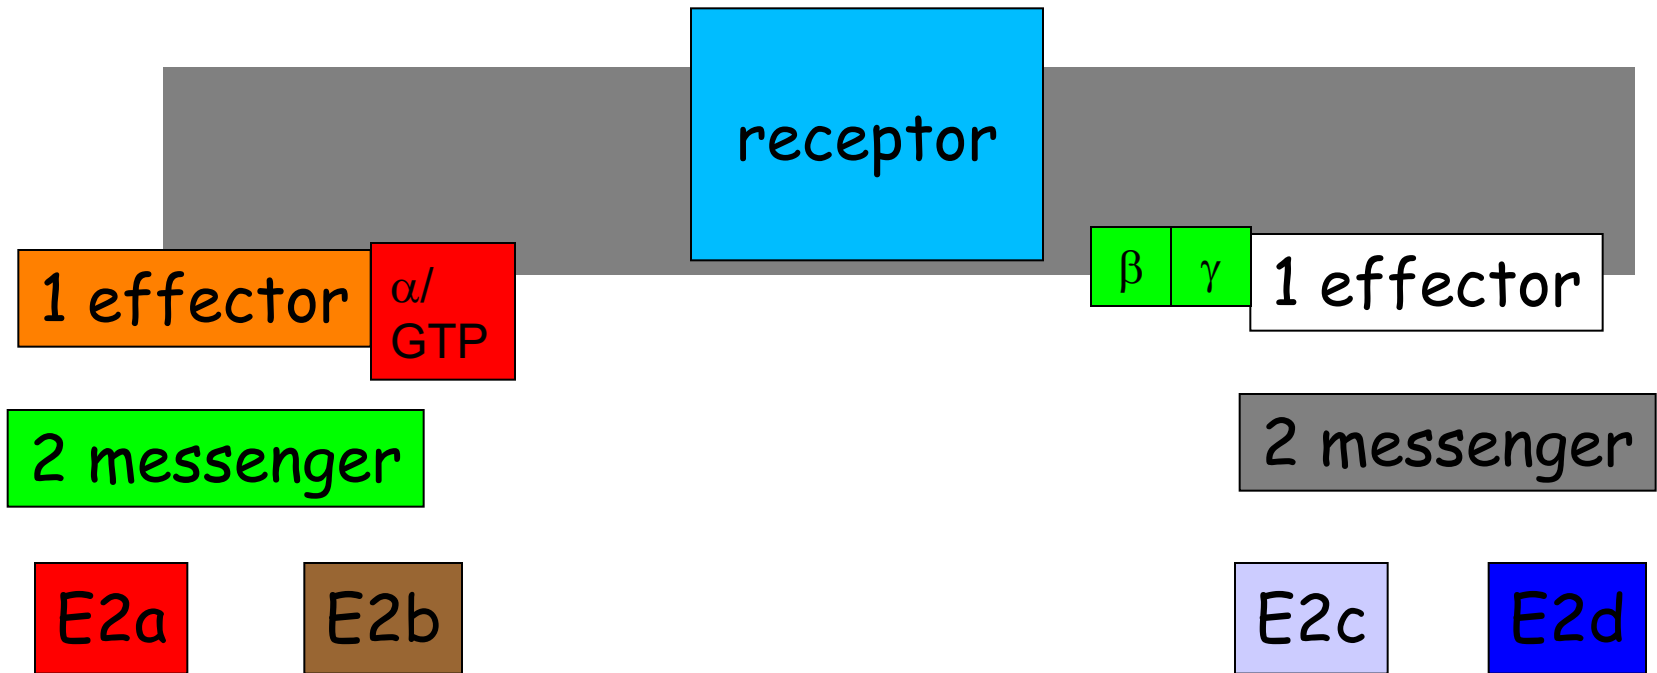 receptor
1 effector
α/
GTP
β γ
1 effector
2 messenger
2 messenger
E2a
E2b
E2c
E2d